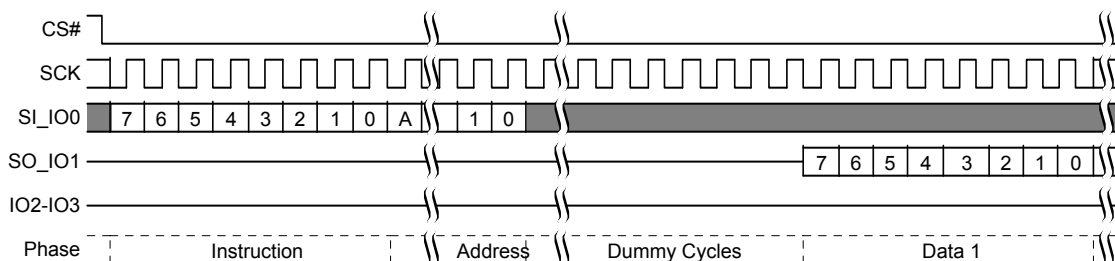 CS#
SCK
SI_IO0 7 6 5 4 3 2 1 0 A 1 0
SO_IO1 7 6 5 4 3 2 1 0
IO2-IO3
Phase Instruction Address Dummy Cycles Data 1